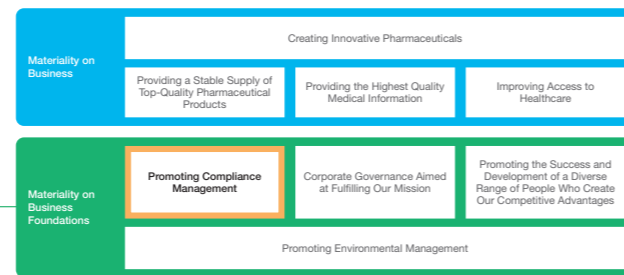 Creating Innovative Pharmaceuticals
Materiality on
Business
Providing a Stable Supply of
Top-Quality Pharmaceutical
Products
Providing the Highest Quality
Medical Information
Improving Access to
Healthcare
Materiality on
Business
Foundations
Promoting Compliance
Management
Corporate Governance Aimed
at Fulfilling Our Mission
Promoting the Success and
Development of a Diverse
Range of People Who Create
Our Competitive Advantages
Promoting Environmental Management